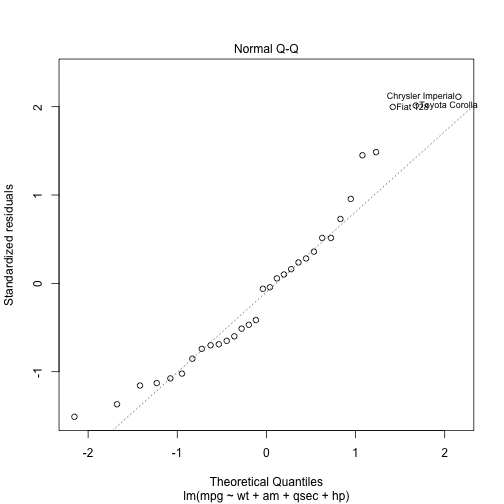 Normal Q-Q
Chrysler Imperial
Fiat 128
Toyota Corolla
Standardized residuals
2
1
0
-1
-2
-1
0
1
2
Theoretical Quantiles
lm(mpg ~ wt + am + qsec + hp)